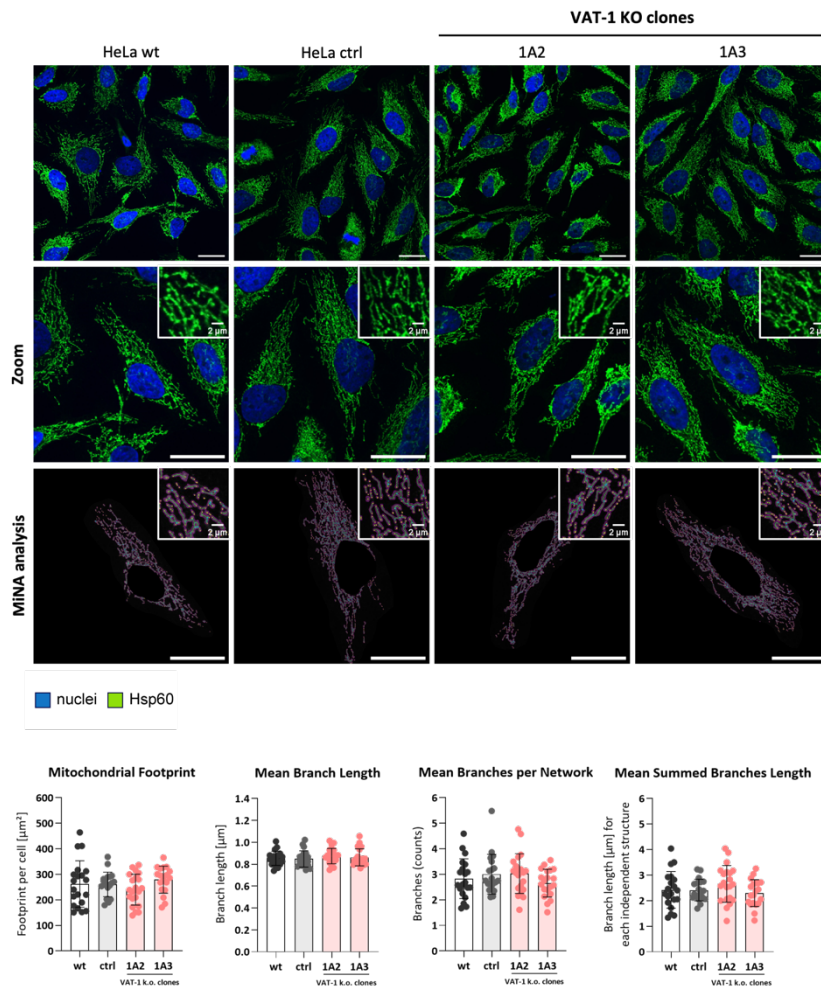 VAT-1 KO clones
HeLa wt HeLa ctrl 1A2 1A3
Zoom
2 µm 2 µm 2 µm 2 µm
MiNA analysis
2 µm 2 µm 2 µm 2 µm
nuclei Hsp60
Mitochondrial Footprint
Footprint per cell [µm²]
600
500
400
300
200
100
0
wt ctrl 1A2 1A3
VAT-1 k.o. clones
Mean Branch Length
Branch length [µm]
1.4
1.2
1.0
0.8
0.6
0.4
0.2
0.0
wt ctrl 1A2 1A3
VAT-1 k.o. clones
Mean Branches per Network
Branches (counts)
6
5
4
3
2
1
0
wt ctrl 1A2 1A3
VAT-1 k.o. clones
Mean Summed Branches Length
Branch length [µm] for
each independent structure
6
5
4
3
2
1
0
wt ctrl 1A2 1A3
VAT-1 k.o. clones